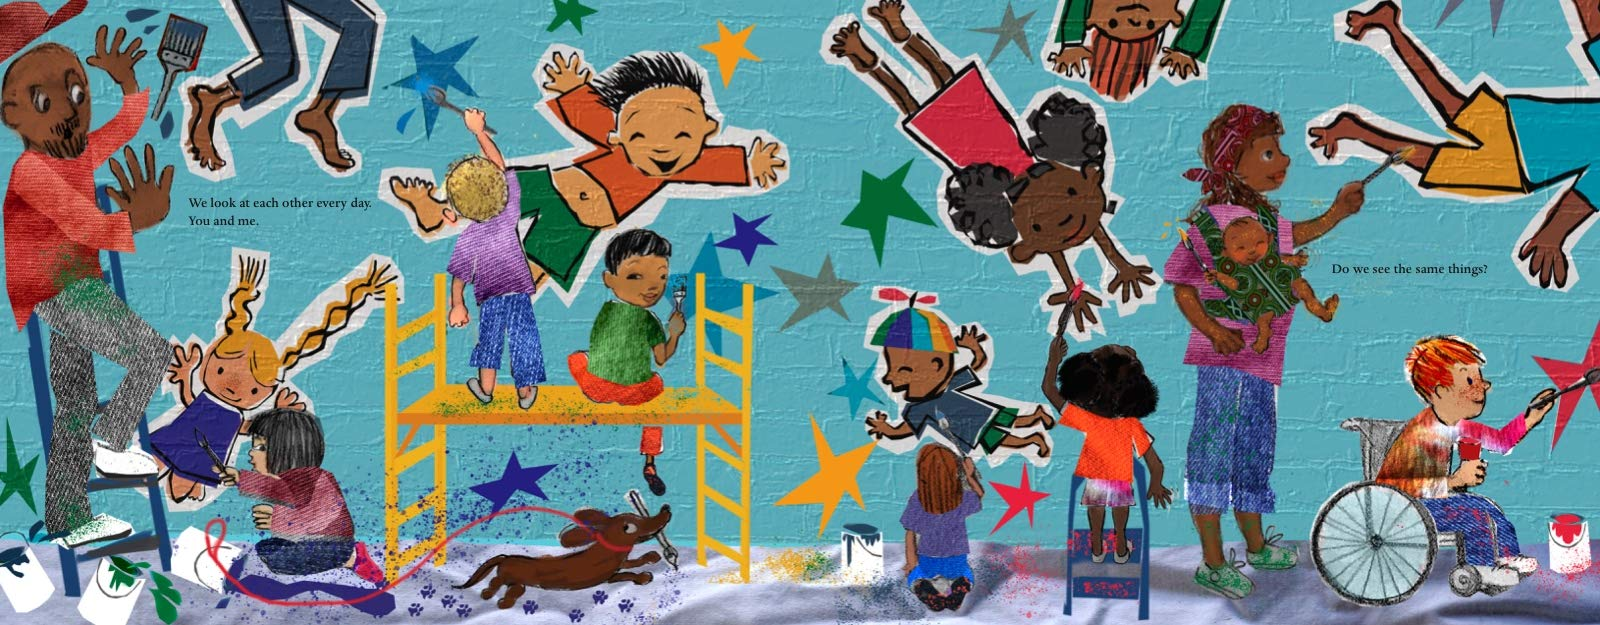 We look at each other every day.
You and me.
Do we see the same things?